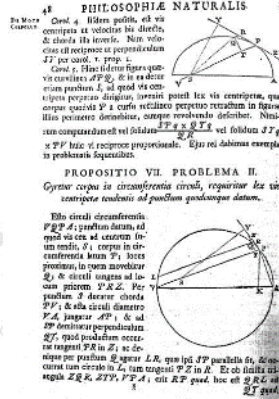 48 PHILOSOPHIÆ NATURALIS
De Motu
Corporum.
Corol. 4. Iisdem positis, est vis
centripeta ut velocitas bis directe,
& chorda illa inverse. Nam velo-
citas est reciproce ut perpendiculum
SY per corol. 1. prop. 1.
Corol. 5. Hinc si detur figura quæ-
vis curvilinea APQ, & in ea detur
etiam punctum S, ad quod vis cen-
tripeta perpetuo dirigitur, inveniri potest lex vis centripetæ, qua
corpus quodvis P a cursu rectilineo perpetuo retractum in figuræ
illius perimetro detinebitur, eamque revolvendo describet. Nimi-
rum computandum est vel solidum SPq × QTq / QR vel solidum STq
× PV huic vi reciproce proportionale. Ejus rei dabimus exempla
in problematis sequentibus.
PROPOSITIO VII. PROBLEMA II.
Gyretur corpus in circumferentia circuli, requiritur lex vis
centripetæ tendentis ad punctum quodcunque datum.
Esto circuli circumferentia
VQPA; punctum datum, ad
quod vis ceu ad centrum su-
um tendit, S; corpus in cir-
cumferentia latum P; locus
proximus, in quem movebitur
Q; & circuli tangens ad lo-
cum priorem PRZ. Per
punctum S ducatur chorda
PV; & acta circuli diametro
VA, jungatur AP; & ad
SP demittatur perpendiculum
QT, quod productum occur-
rat tangenti PR in Z; ac de-
nique per punctum Q agatur LR, quæ ipsi SP parallela sit, & oc-
currat tum circulo in L, tum tangenti PZ in R. Et ob similia tri-
angula ZQR, ZTP, VPA; erit RP quad. hoc est QRL ad
QT quad.